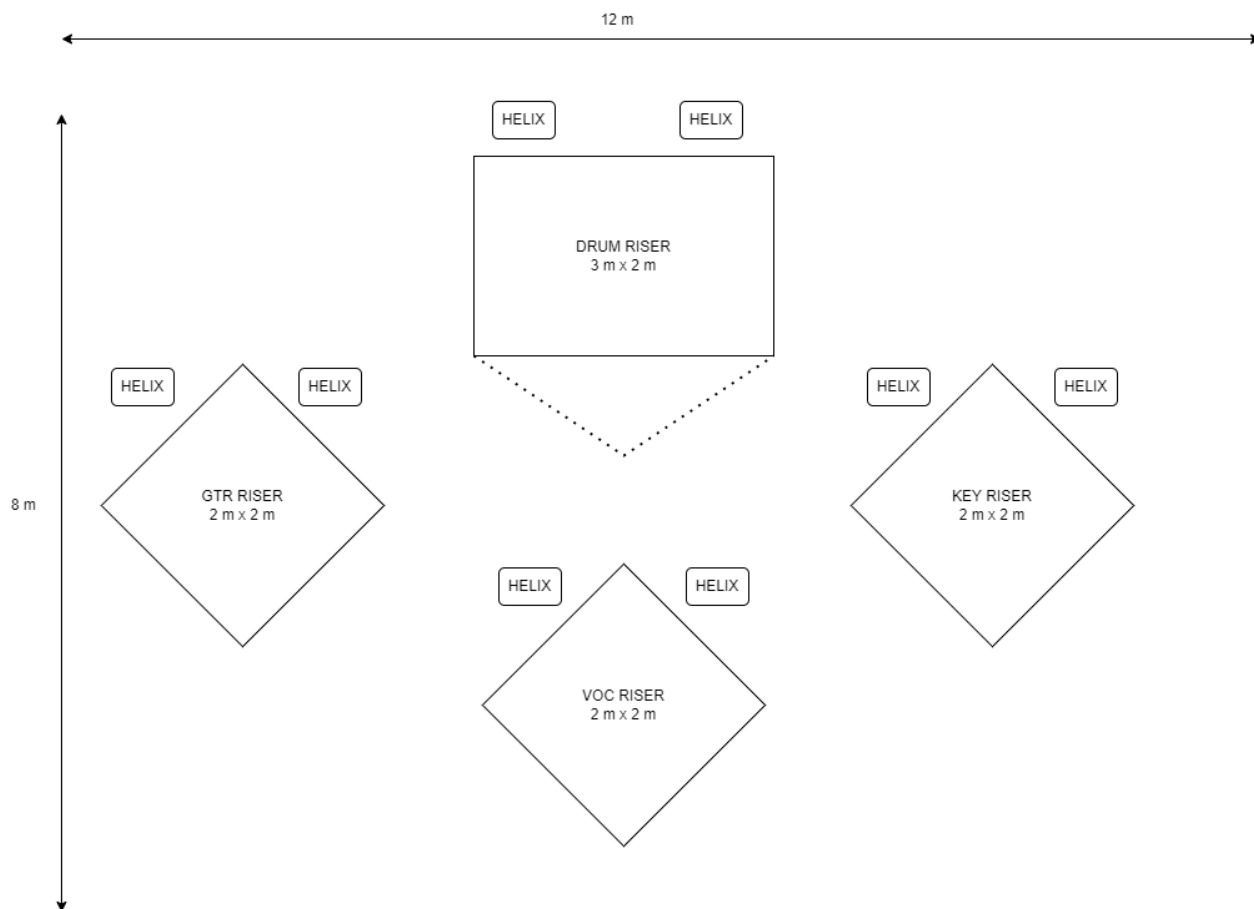 12 m
HELIX
HELIX
DRUM RISER
3 m x 2 m
HELIX
HELIX
HELIX
HELIX
8 m
GTR RISER
2 m x 2 m
KEY RISER
2 m x 2 m
HELIX
HELIX
VOC RISER
2 m x 2 m